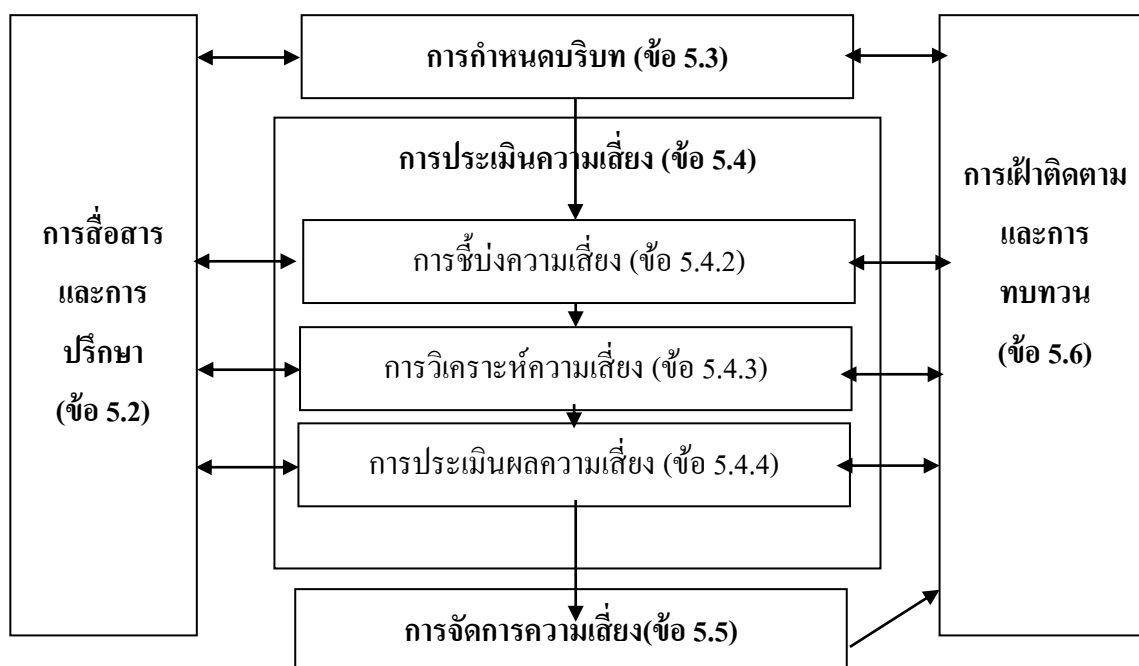 การกำหนดบริบท (ข้อ 5.3)
การประเมินความเสี่ยง (ข้อ 5.4)
การชี้บ่งความเสี่ยง (ข้อ 5.4.2)
การวิเคราะห์ความเสี่ยง (ข้อ 5.4.3)
การประเมินผลความเสี่ยง (ข้อ 5.4.4)
การจัดการความเสี่ยง(ข้อ 5.5)
การสื่อสาร
และการ
ปรึกษา
(ข้อ 5.2)
การเฝ้าติดตาม
และการ
ทบทวน
(ข้อ 5.6)